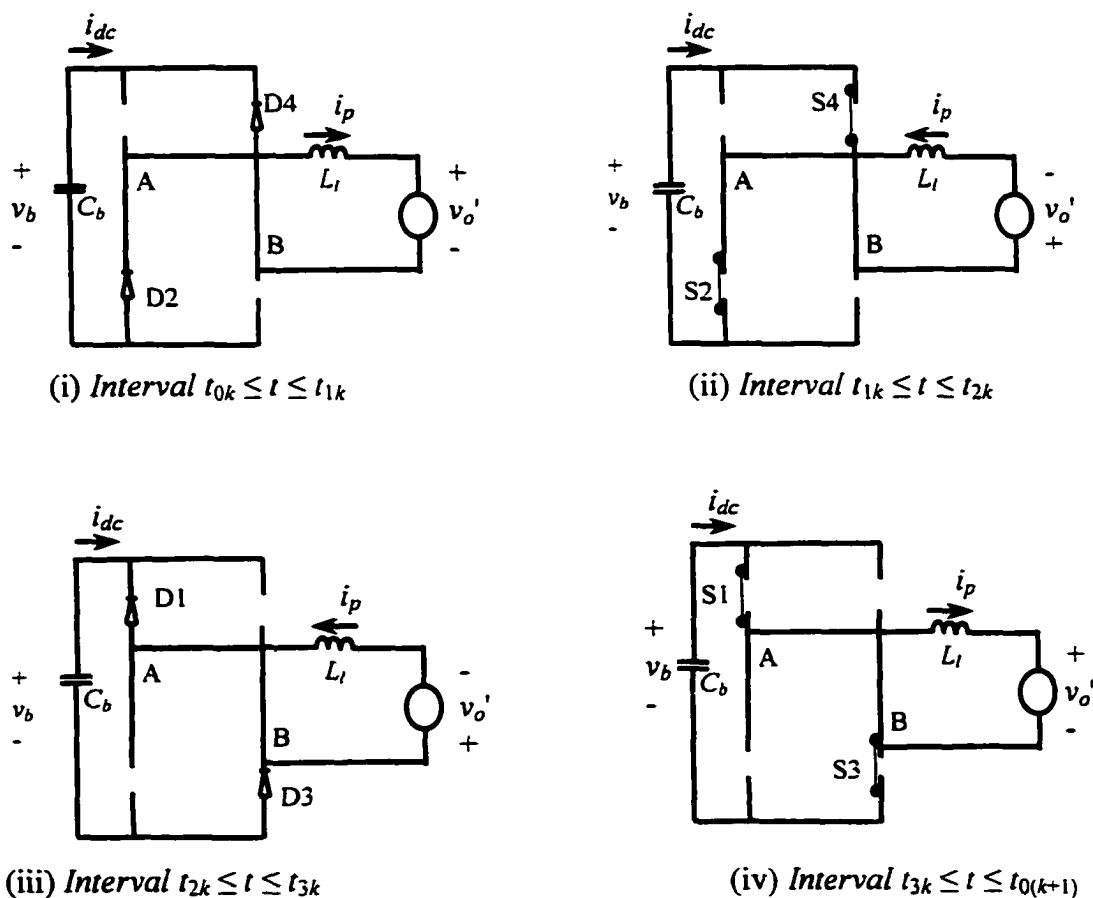 i_dc
D4
i_p
+
A
L_l
+
v_b
C_b
v_o'
-
B
-
D2
(i) Interval t_0k ≤ t ≤ t_1k
i_dc
S4
i_p
+
A
L_l
-
v_b
C_b
v_o'
-
B
+
S2
(ii) Interval t_1k ≤ t ≤ t_2k
i_dc
D1
i_p
+
A
L_l
-
v_b
C_b
v_o'
-
B
+
D3
(iii) Interval t_2k ≤ t ≤ t_3k
i_dc
S1
i_p
+
A
L_l
+
v_b
C_b
v_o'
-
B
-
S3
(iv) Interval t_3k ≤ t ≤ t_0(k+1)